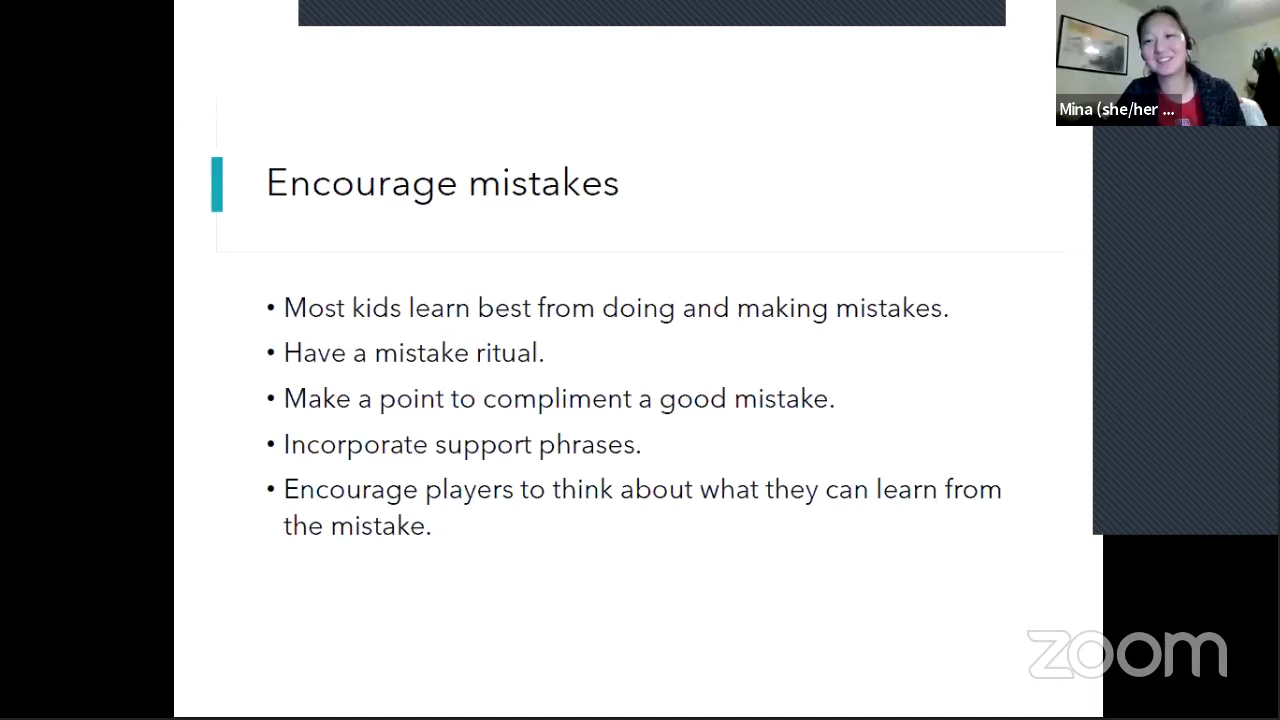 Mina (she/her ...
Encourage mistakes
• Most kids learn best from doing and making mistakes.
• Have a mistake ritual.
• Make a point to compliment a good mistake.
• Incorporate support phrases.
• Encourage players to think about what they can learn from
the mistake.
zoom